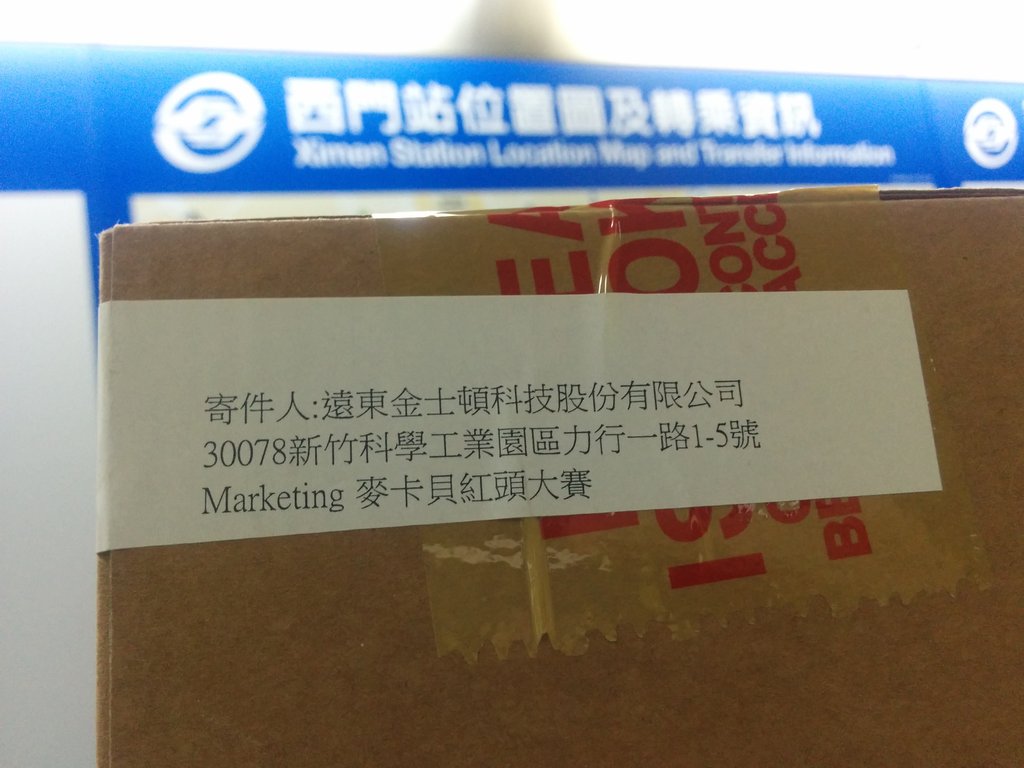 西門站位置圖及轉乘資訊
Ximen Station Location Map and Transfer Information
寄件人:遠東金士頓科技股份有限公司
30078新竹科學工業園區力行一路1-5號
Marketing 麥卡貝紅頭大賽